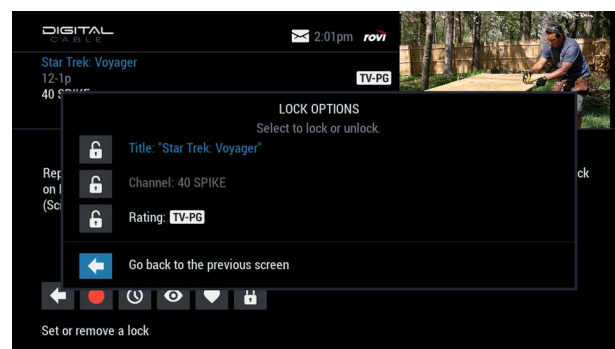 DIGITAL
CABLE
2:01pm rovi
Star Trek: Voyager
12-1p
TV-PG
40
LOCK OPTIONS
Select to lock or unlock.
Title: "Star Trek: Voyager"
Channel: 40 SPIKE
Rating: TV-PG
Go back to the previous screen
Set or remove a lock